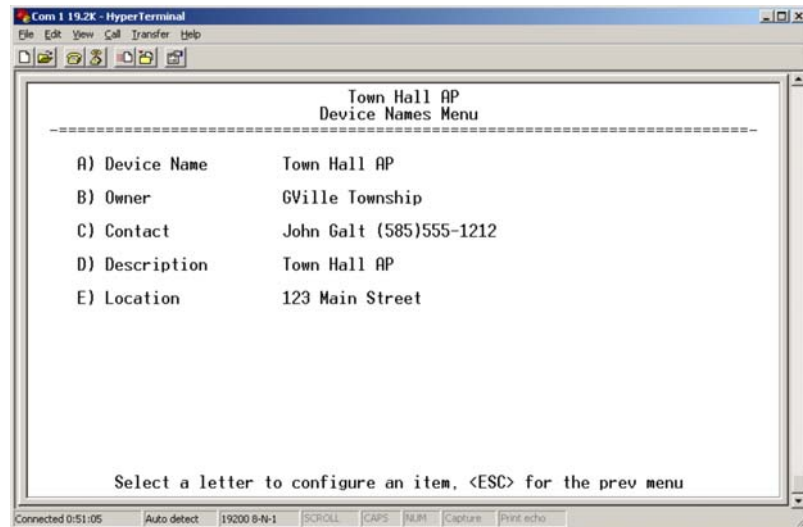 Com 1 19.2K - HyperTerminal
File Edit View Call Transfer Help
Town Hall AP
Device Names Menu
-==========================================================================-
A) Device Name Town Hall AP
B) Owner GVille Township
C) Contact John Galt (585)555-1212
D) Description Town Hall AP
E) Location 123 Main Street
Select a letter to configure an item, <ESC> for the prev menu
Connected 0:51:05 Auto detect 19200 8-N-1 SCROLL CAPS NUM Capture Print echo